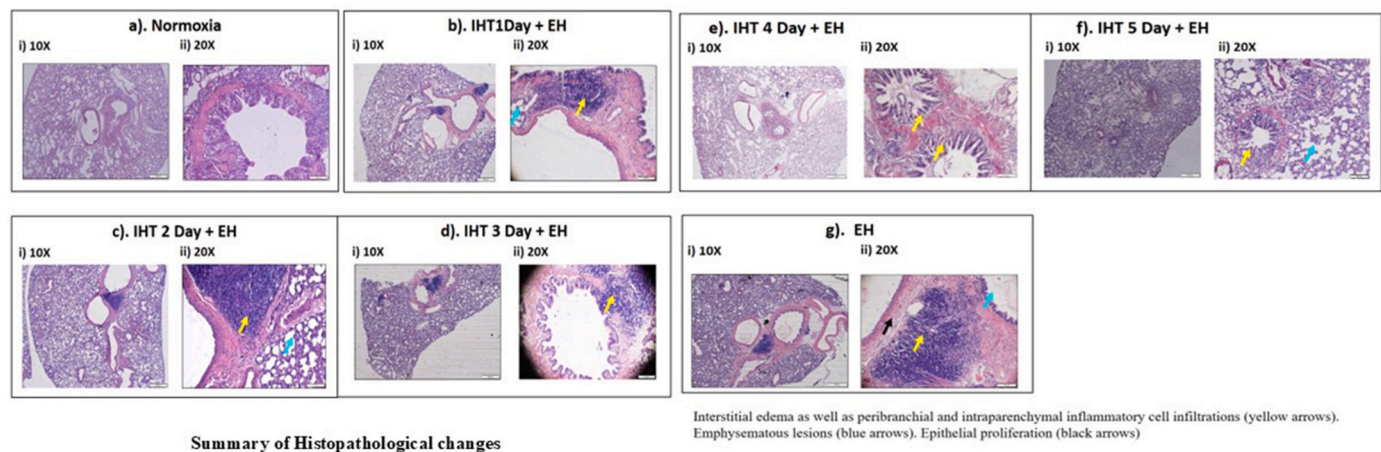 a). Normoxia
i) 10X
ii) 20X
b). IHT1Day + EH
i) 10X
ii) 20X
e). IHT 4 Day + EH
i) 10X
ii) 20X
f). IHT 5 Day + EH
i) 10X
ii) 20X
c). IHT 2 Day + EH
i) 10X
ii) 20X
d). IHT 3 Day + EH
i) 10X
ii) 20X
g). EH
i) 10X
ii) 20X
Interstitial edema as well as peribranchial and intraparenchymal inflammatory cell infiltrations (yellow arrows).
Emphysematous lesions (blue arrows). Epithelial proliferation (black arrows)
Summary of Histopathological changes